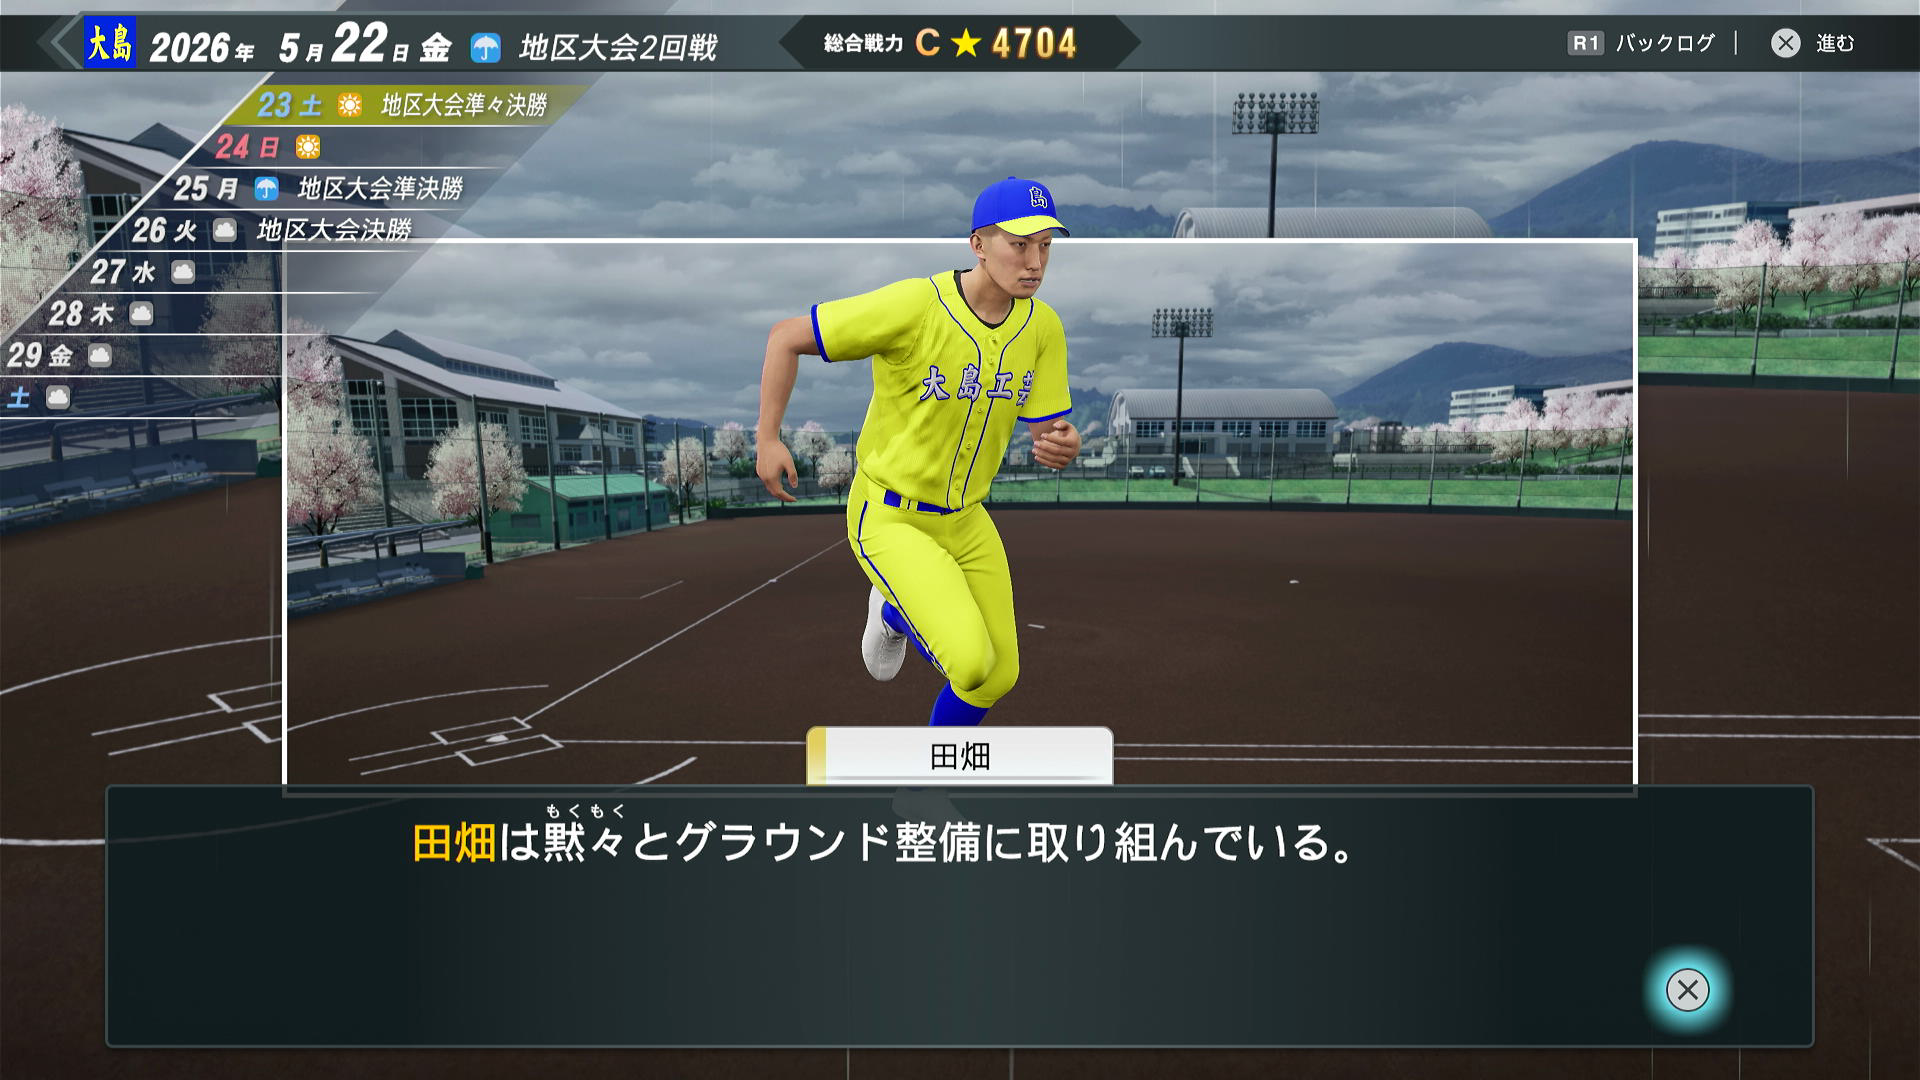 大島 2026年 5月22日 金 地区大会2回戦
総合戦力 C★4704
R1 バックログ
進む
23 土 地区大会準々決勝
24 日
25 月 地区大会準決勝
26 火 地区大会決勝
27 水
28 木
29 金
土
島
大島工芸
田畑
もくもく
田畑は黙々とグラウンド整備に取り組んでいる。